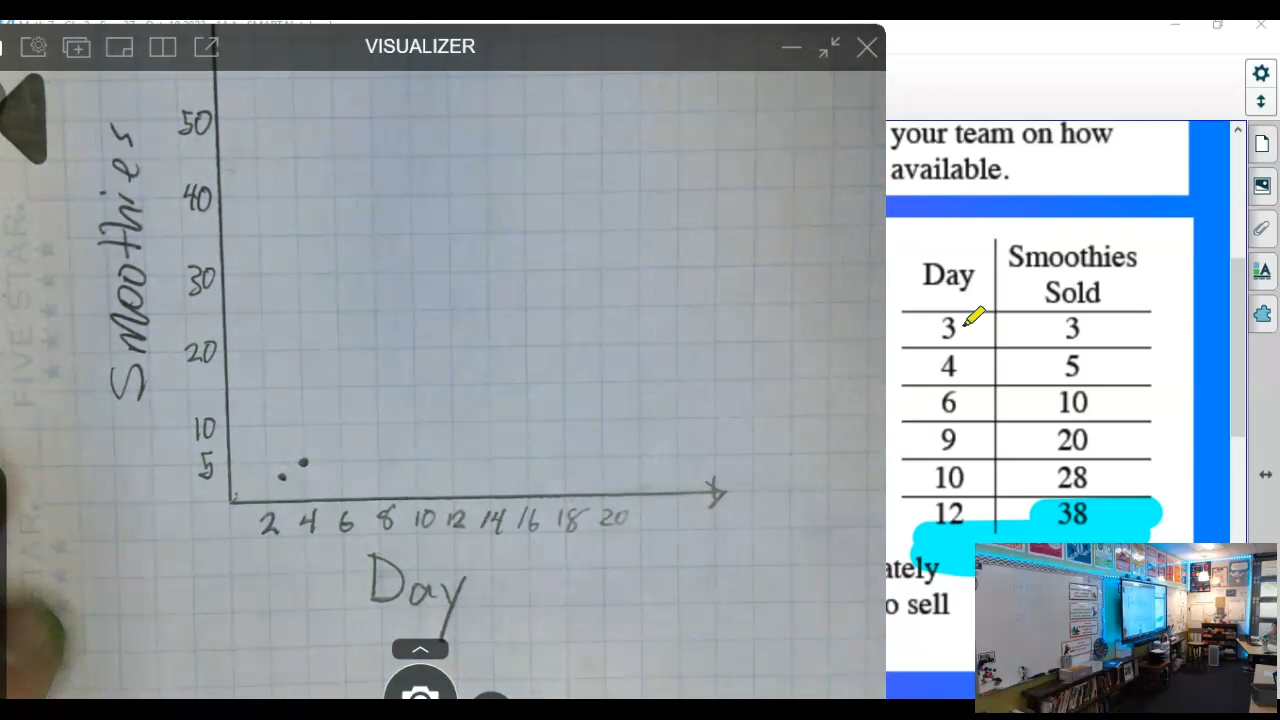 VISUALIZER
50
40
30
20
10
5
Smoothies
2 4 6 8 10 12 14 16 18 20
Day
FIVE STAR.
your team on how
available.
Day Smoothies Sold
3 3
4 5
6 10
9 20
10 28
12 38
ately
o sell